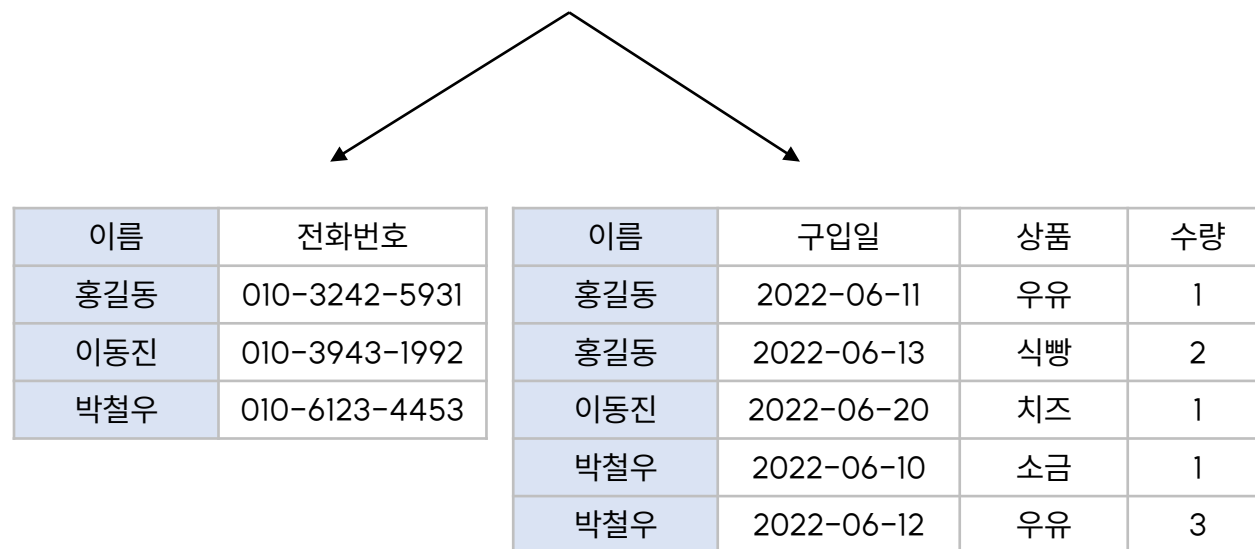 이름 전화번호
홍길동 010-3242-5931
이동진 010-3943-1992
박철우 010-6123-4453
이름 구입일 상품 수량
홍길동 2022-06-11 우유 1
홍길동 2022-06-13 식빵 2
이동진 2022-06-20 치즈 1
박철우 2022-06-10 소금 1
박철우 2022-06-12 우유 3